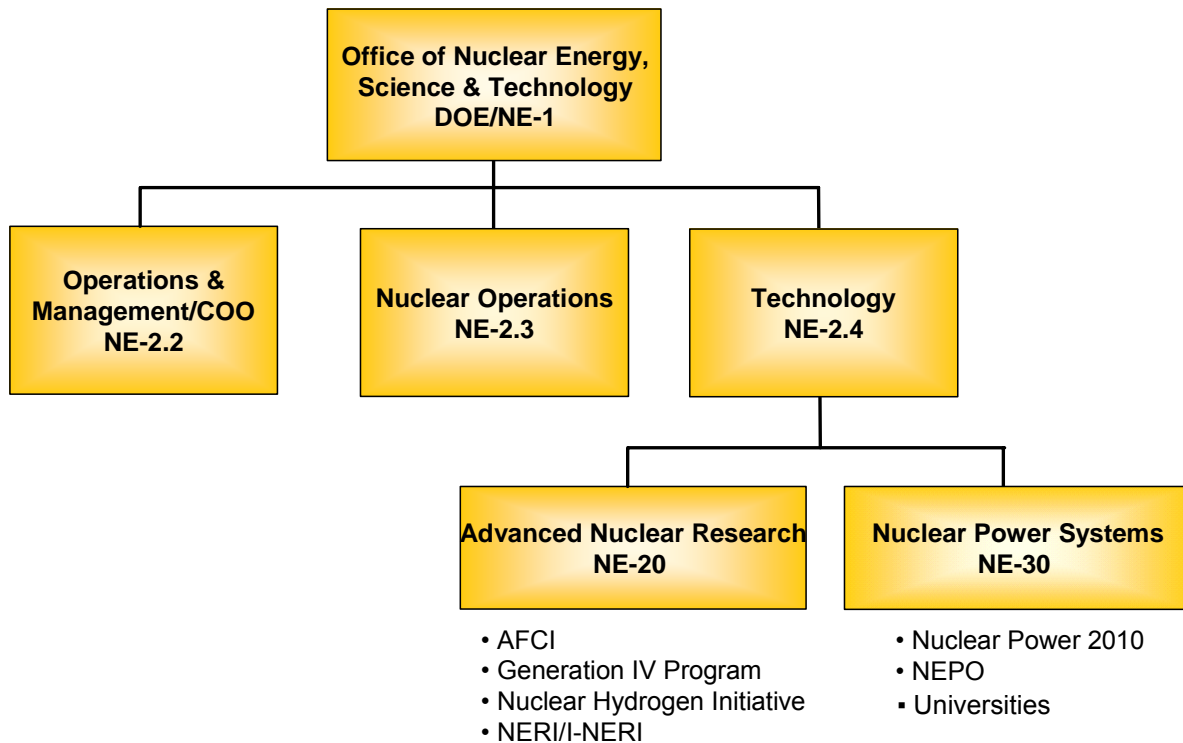 Office of Nuclear Energy,
Science & Technology
DOE/NE-1
Operations &
Management/COO
NE-2.2
Nuclear Operations
NE-2.3
Technology
NE-2.4
Advanced Nuclear Research
NE-20
• AFCI
• Generation IV Program
• Nuclear Hydrogen Initiative
• NERI/I-NERI
Nuclear Power Systems
NE-30
• Nuclear Power 2010
• NEPO
▪ Universities